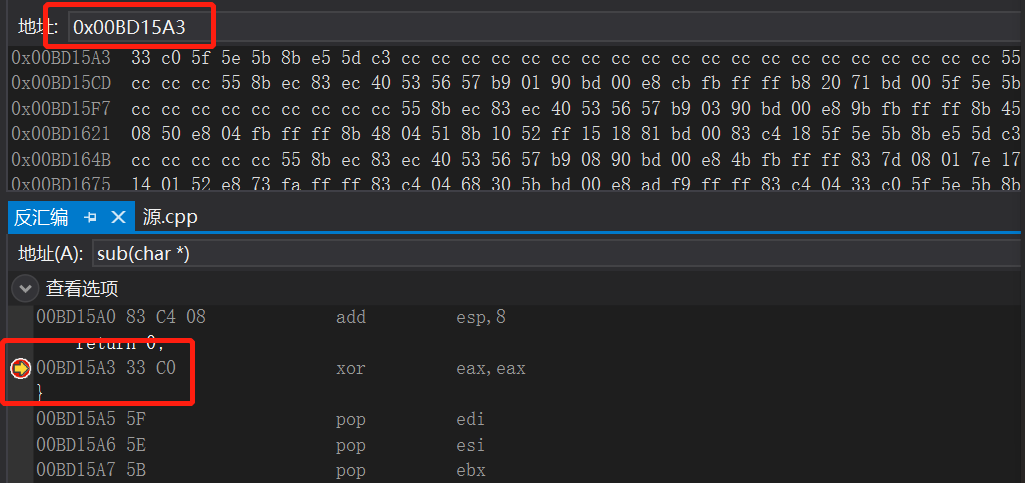 地址: 0x00BD15A3
0x00BD15A3 33 c0 5f 5e 5b 8b e5 5d c3 cc cc cc cc cc cc cc cc cc cc cc cc cc cc cc cc cc cc cc cc 55
0x00BD15CD cc cc cc 55 8b ec 83 ec 40 53 56 57 b9 01 90 bd 00 e8 cb fb ff ff b8 20 71 bd 00 5f 5e 5b
0x00BD15F7 cc cc cc cc cc cc cc cc cc 55 8b ec 83 ec 40 53 56 57 b9 03 90 bd 00 e8 9b fb ff ff 8b 45
0x00BD1621 08 50 e8 04 fb ff ff 8b 48 04 51 8b 10 52 ff 15 18 81 bd 00 83 c4 18 5f 5e 5b 8b e5 5d c3
0x00BD164B cc cc cc cc cc 55 8b ec 83 ec 40 53 56 57 b9 08 90 bd 00 e8 4b fb ff ff 83 7d 08 01 7e 17
0x00BD1675 14 01 52 e8 73 fa ff ff 83 c4 04 68 30 5b bd 00 e8 ad f9 ff ff 83 c4 04 33 c0 5f 5e 5b 8b
反汇编 源.cpp
地址(A): sub(char *)
查看选项
00BD15A0 83 C4 08 add esp,8
return 0;
00BD15A3 33 C0 xor eax,eax
}
00BD15A5 5F pop edi
00BD15A6 5E pop esi
00BD15A7 5B pop ebx